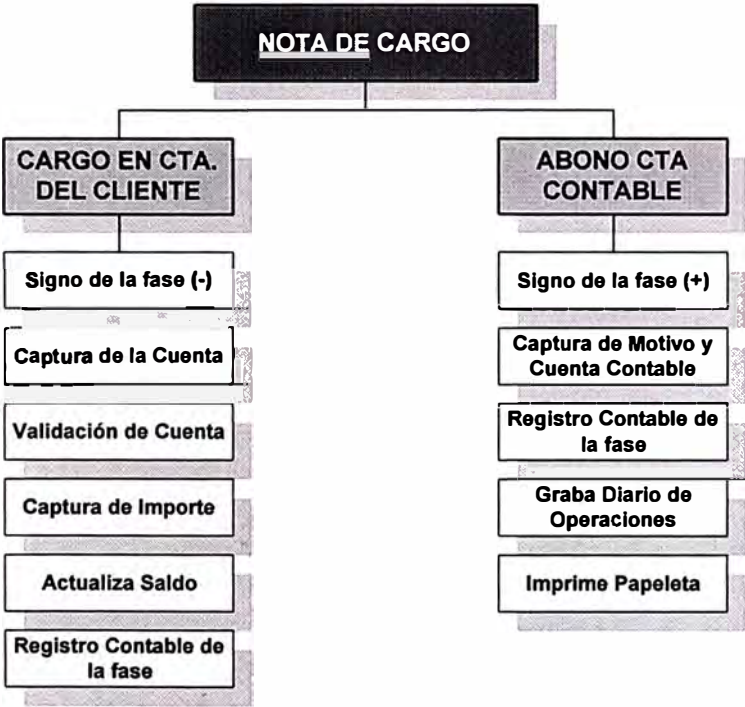 NOTA DE CARGO
CARGO EN CTA.
DEL CLIENTE
Signo de la fase (-)
Captura de la Cuenta
Validación de Cuenta
Captura de Importe
Actualiza Saldo
Registro Contable de
la fase
ABONO CTA
CONTABLE
Signo de la fase (+)
Captura de Motivo y
Cuenta Contable
Registro Contable de
la fase
Graba Diario de
Operaciones
Imprime Papeleta